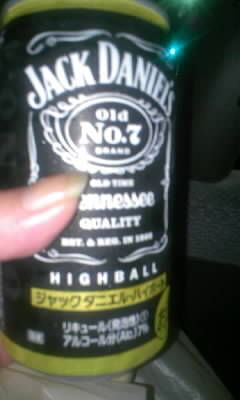 JACK DANIEL'S
Old
No.7
BRAND
OLD TIME
QUALITY
EST. & REG. IN
HIGHBALL
ジャックダニエル・ハイボール
リキュール(発泡性)①
アルコール分(Alc.)7%